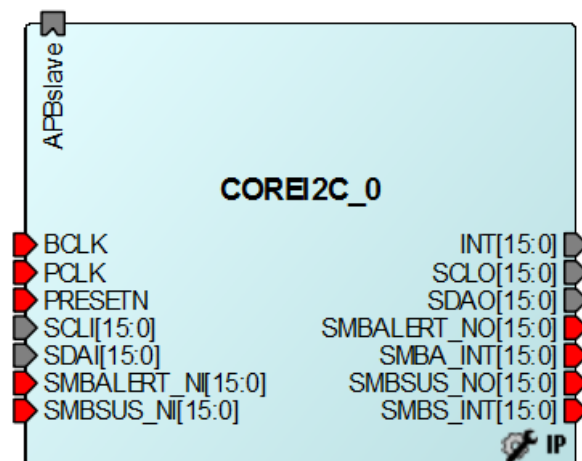 APBslave
COREI2C_0
BCLK INT[15:0]
PCLK SCLO[15:0]
PRESETN SDAO[15:0]
SCLI[15:0] SMBALERT_NO[15:0]
SDAI[15:0] SMBA_INT[15:0]
SMBALERT_NI[15:0] SMBSUS_NO[15:0]
SMBSUS_NI[15:0] SMBS_INT[15:0]
IP